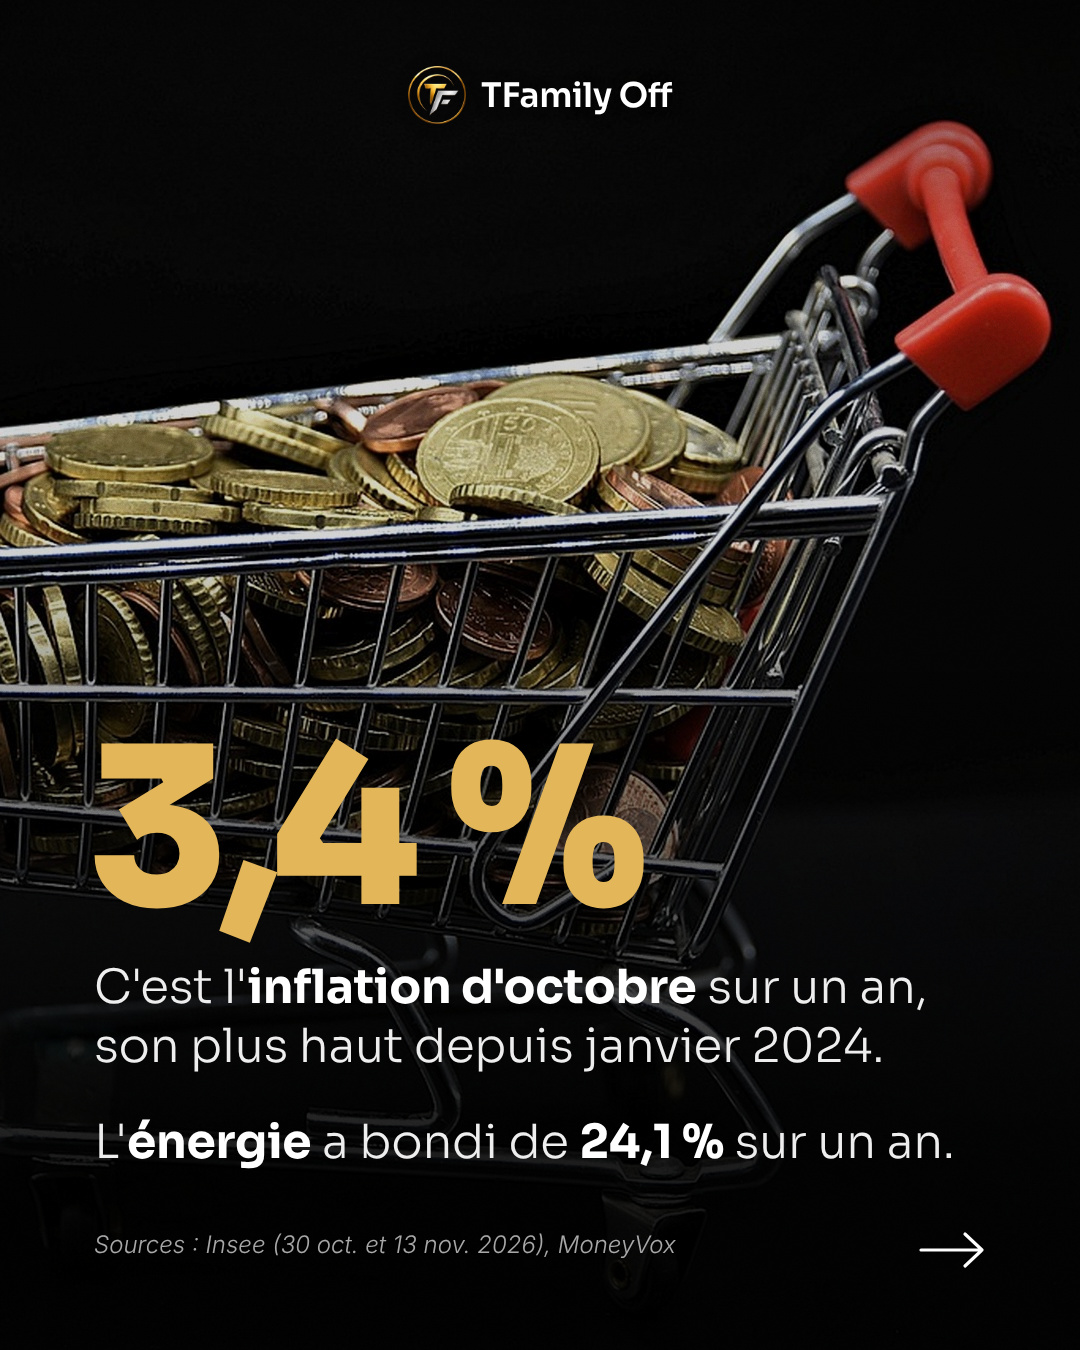 TFamily Off
3,4 %
C'est l'inflation d'octobre sur un an,
son plus haut depuis janvier 2024.
L'énergie a bondi de 24,1 % sur un an.
Sources : Insee (30 oct. et 13 nov. 2026), MoneyVox